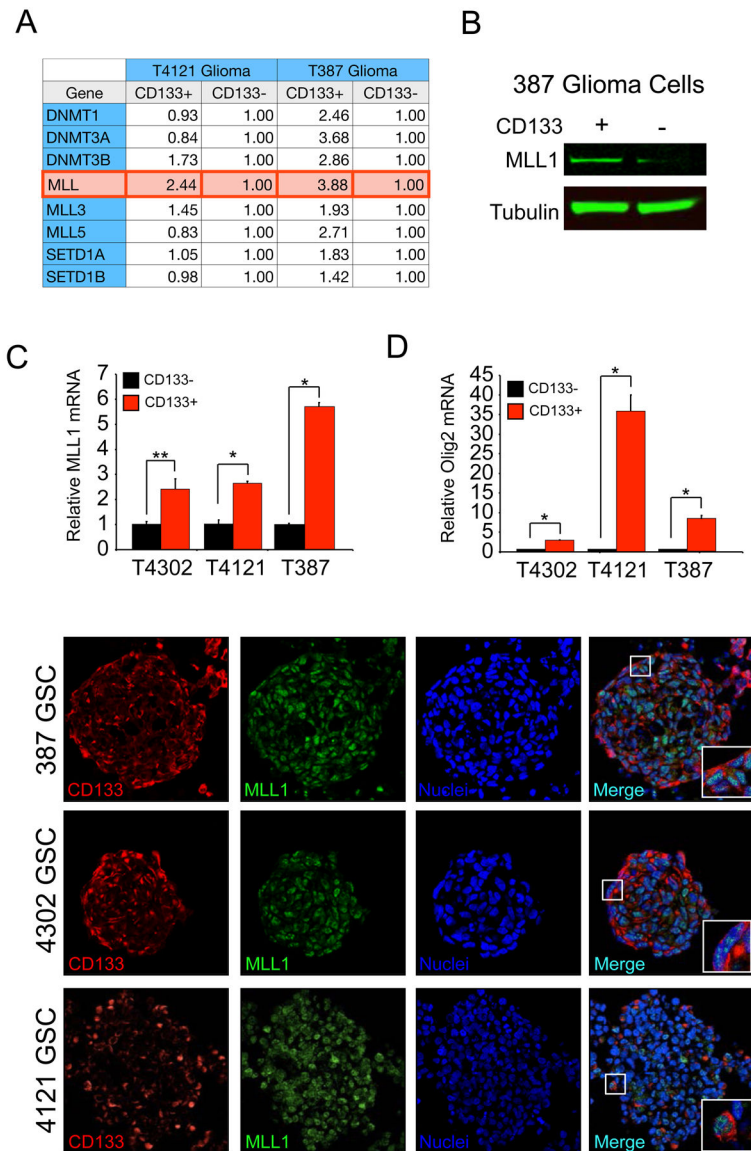 A
T4121 Glioma T387 Glioma
Gene CD133+ CD133- CD133+ CD133-
DNMT1 0.93 1.00 2.46 1.00
DNMT3A 0.84 1.00 3.68 1.00
DNMT3B 1.73 1.00 2.86 1.00
MLL 2.44 1.00 3.88 1.00
MLL3 1.45 1.00 1.93 1.00
MLL5 0.83 1.00 2.71 1.00
SETD1A 1.05 1.00 1.83 1.00
SETD1B 0.98 1.00 1.42 1.00
B
387 Glioma Cells
CD133 + -
MLL1
Tubulin
C
Relative MLL1 mRNA
7
6
5
4
3
2
1
0
CD133-
CD133+
** * *
T4302 T4121 T387
D
Relative Olig2 mRNA
45
40
35
30
25
20
15
10
5
0
CD133-
CD133+
* * *
T4302 T4121 T387
387 GSC
CD133 MLL1 Nuclei Merge
4302 GSC
CD133 MLL1 Nuclei Merge
4121 GSC
CD133 MLL1 Nuclei Merge